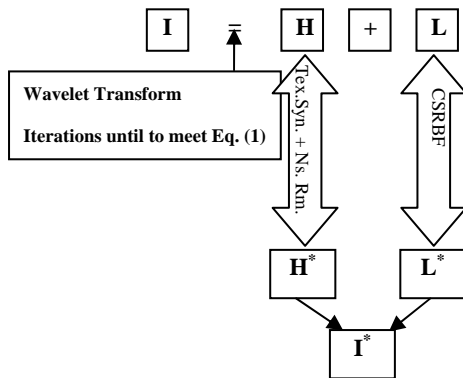 I = H + L
Wavelet Transform
Iterations until to meet Eq. (1)
Tex.Syn. + Ns. Rm.
CSRBF
H* L*
I*